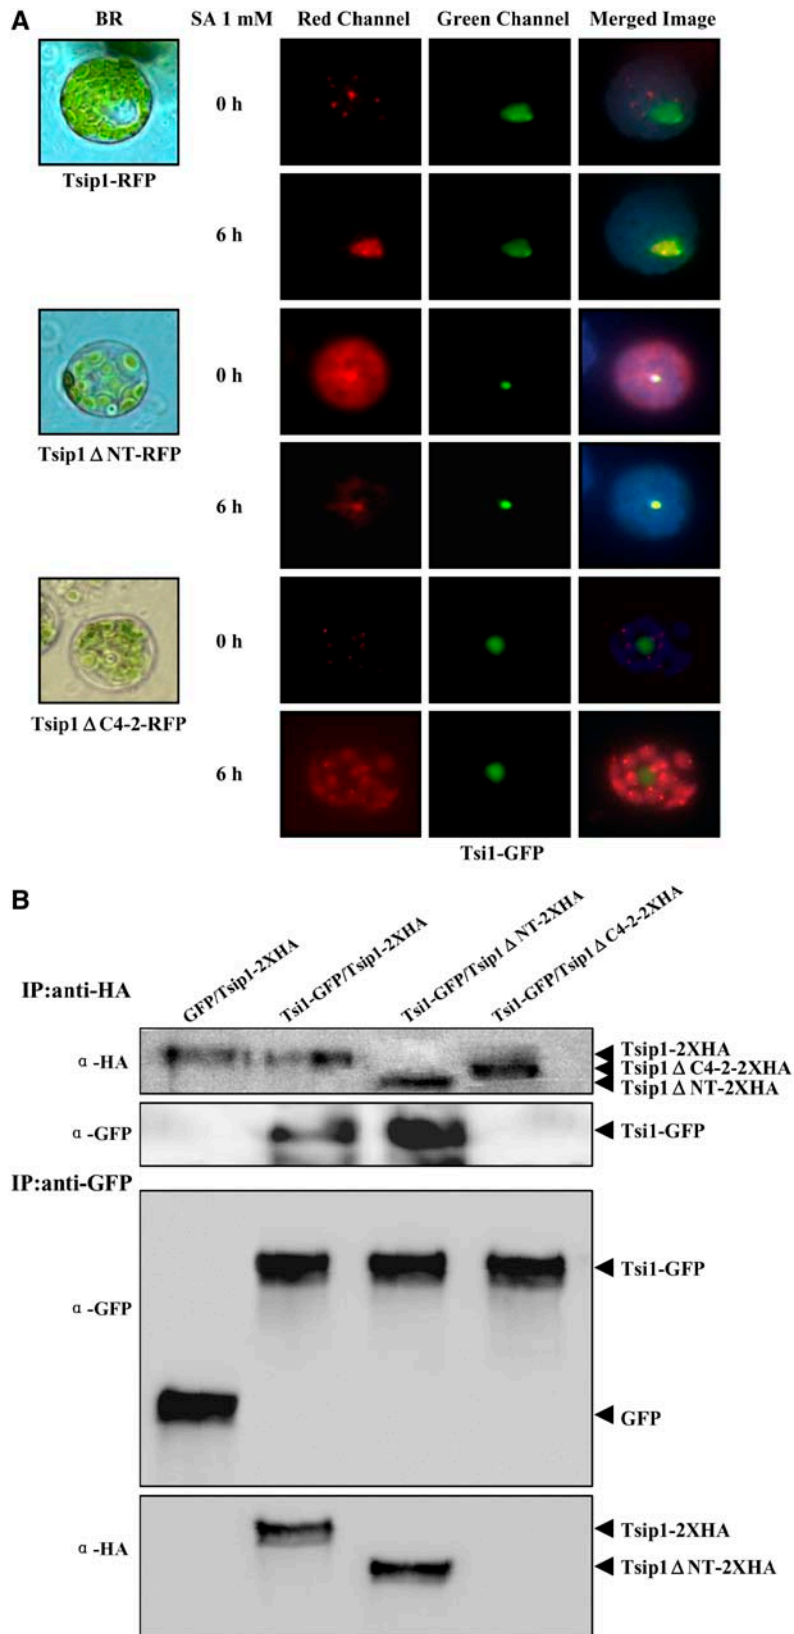 A
BR SA 1 mM Red Channel Green Channel Merged Image
0 h
Tsip1-RFP
6 h
0 h
Tsip1 Δ NT-RFP
6 h
0 h
Tsip1 Δ C4-2-RFP
6 h
Tsi1-GFP
B
GFP/Tsip1-2XHA
Tsi1-GFP/Tsip1-2XHA
Tsi1-GFP/Tsip1 Δ NT-2XHA
Tsi1-GFP/Tsip1 Δ C4-2-2XHA
IP:anti-HA
α -HA
Tsip1-2XHA
Tsip1 Δ C4-2-2XHA
Tsip1 Δ NT-2XHA
α -GFP
Tsi1-GFP
IP:anti-GFP
Tsi1-GFP
α -GFP
GFP
Tsip1-2XHA
α -HA
Tsip1 Δ NT-2XHA